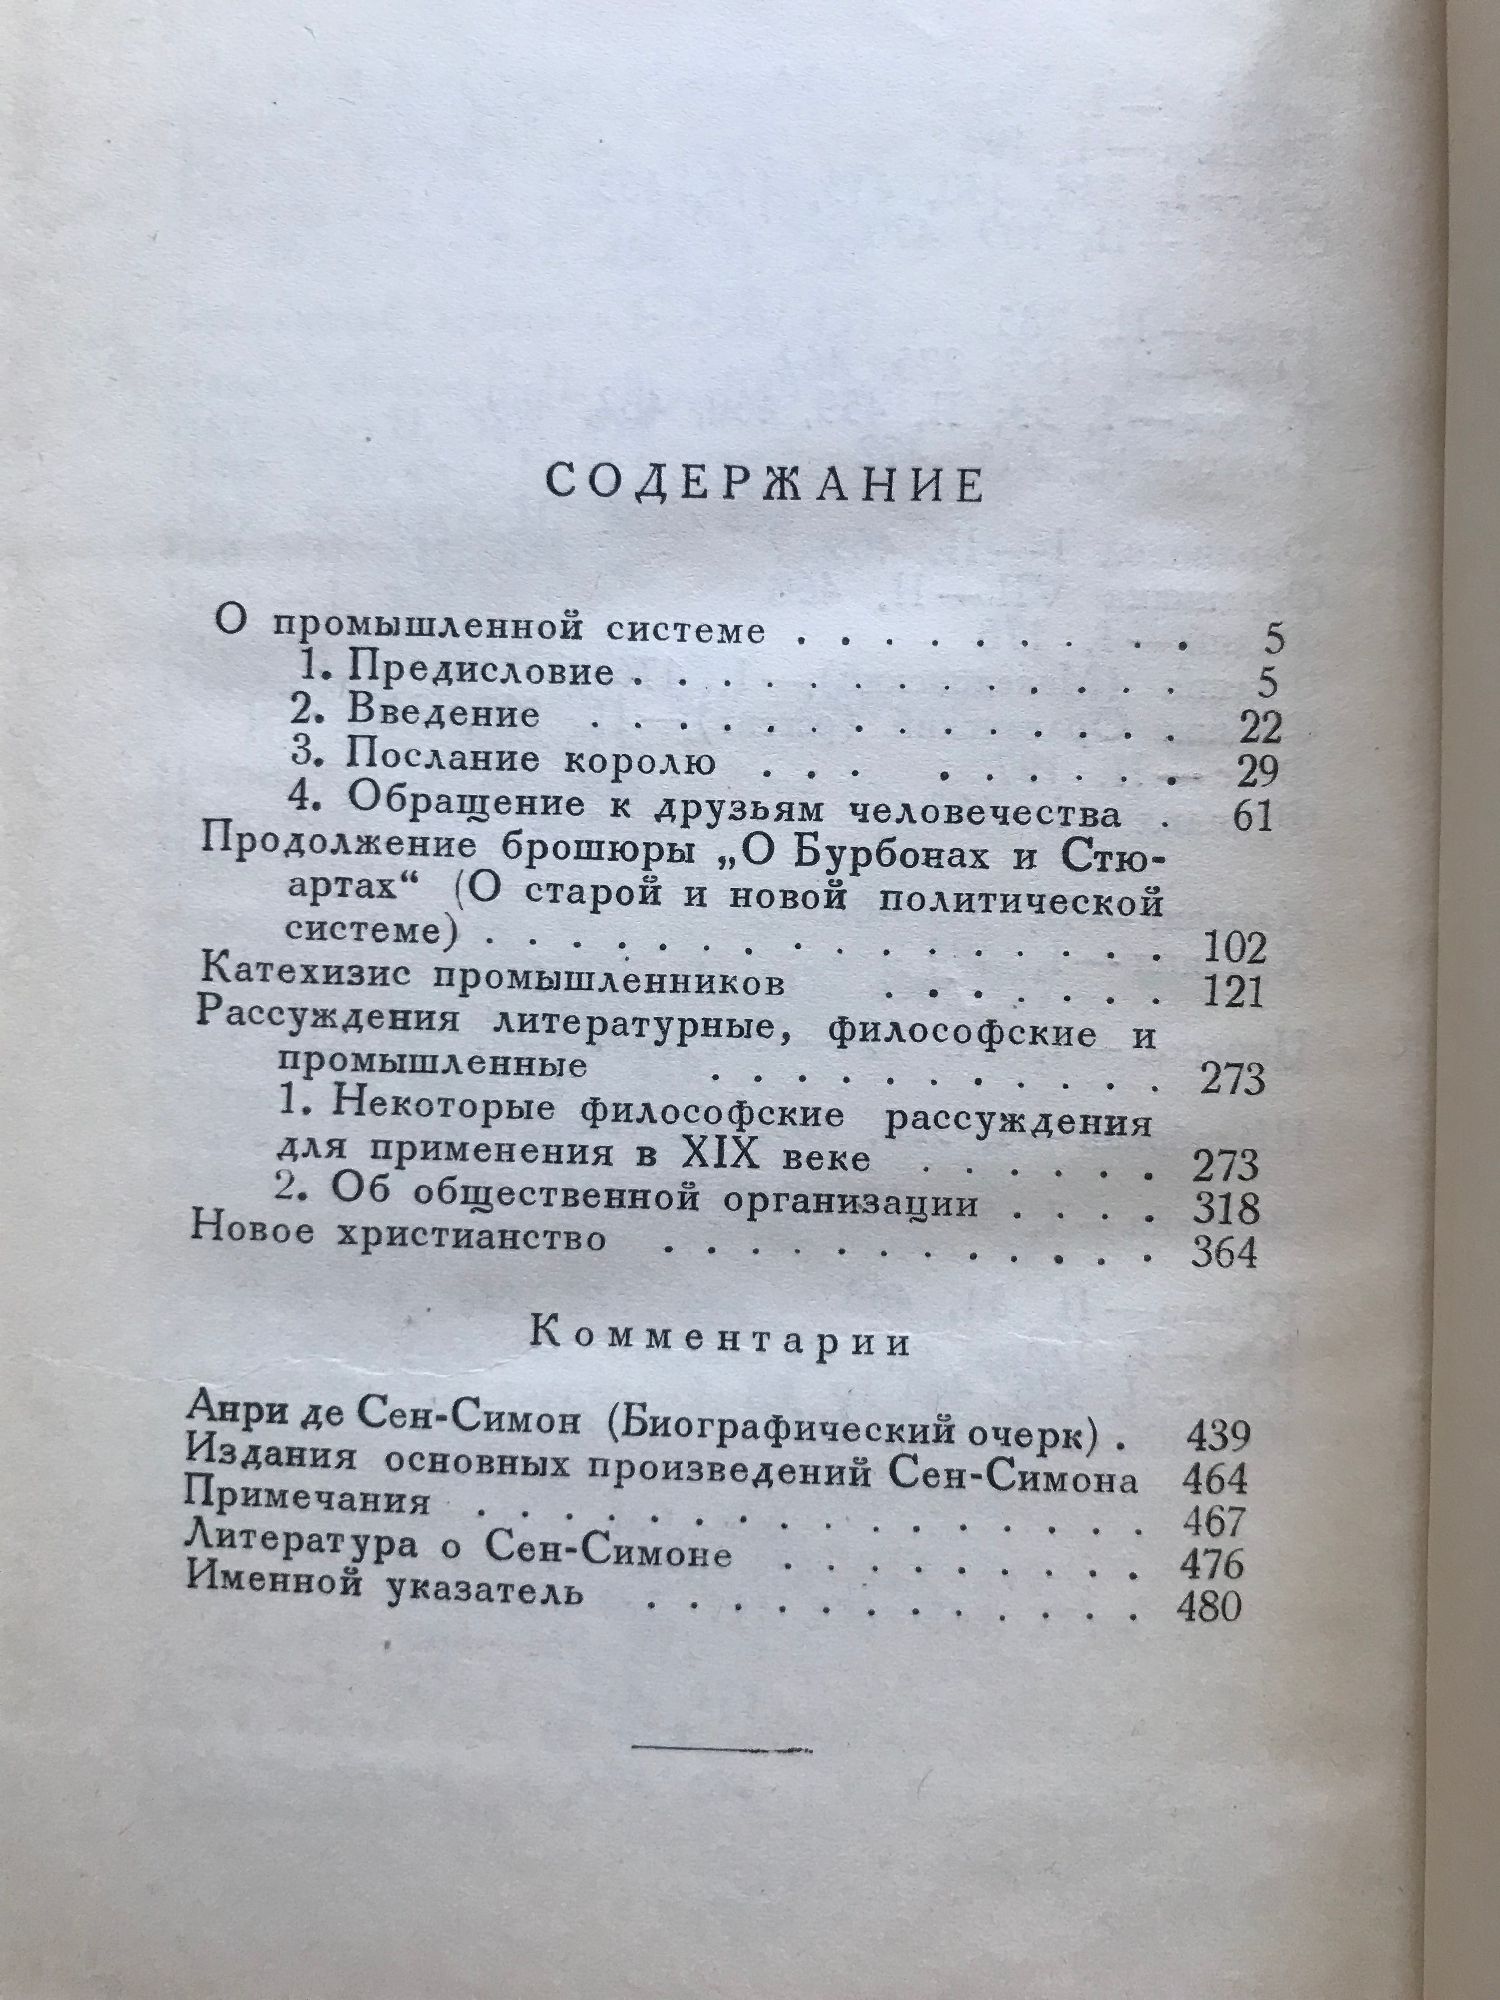 СОДЕРЖАНИЕ
О промышленной системе . . . . . . . . . 5
1. Предисловие . . . . . . . . . . . . . 5
2. Введение . . . . . . . . . . . . . . 22
3. Послание королю . . . . . . . . . 29
4. Обращение к друзьям человечества . 61
Продолжение брошюры „О Бурбонах и Стю-
артах“ (О старой и новой политической
системе) . . . . . . . . . . . . . . . . 102
Катехизис промышленников . . . . . . . 121
Рассуждения литературные, философские и
промышленные . . . . . . . . . . . 273
1. Некоторые философские рассуждения
для применения в XIX веке . . . . . . 273
2. Об общественной организации . . . . 318
Новое христианство . . . . . . . . . . . . 364
Комментарии
Анри де Сен-Симон (Биографический очерк) . 439
Издания основных произведений Сен-Симона 464
Примечания . . . . . . . . . . . . . . . . 467
Литература о Сен-Симоне . . . . . . . . . 476
Именной указатель . . . . . . . . . . . . 480